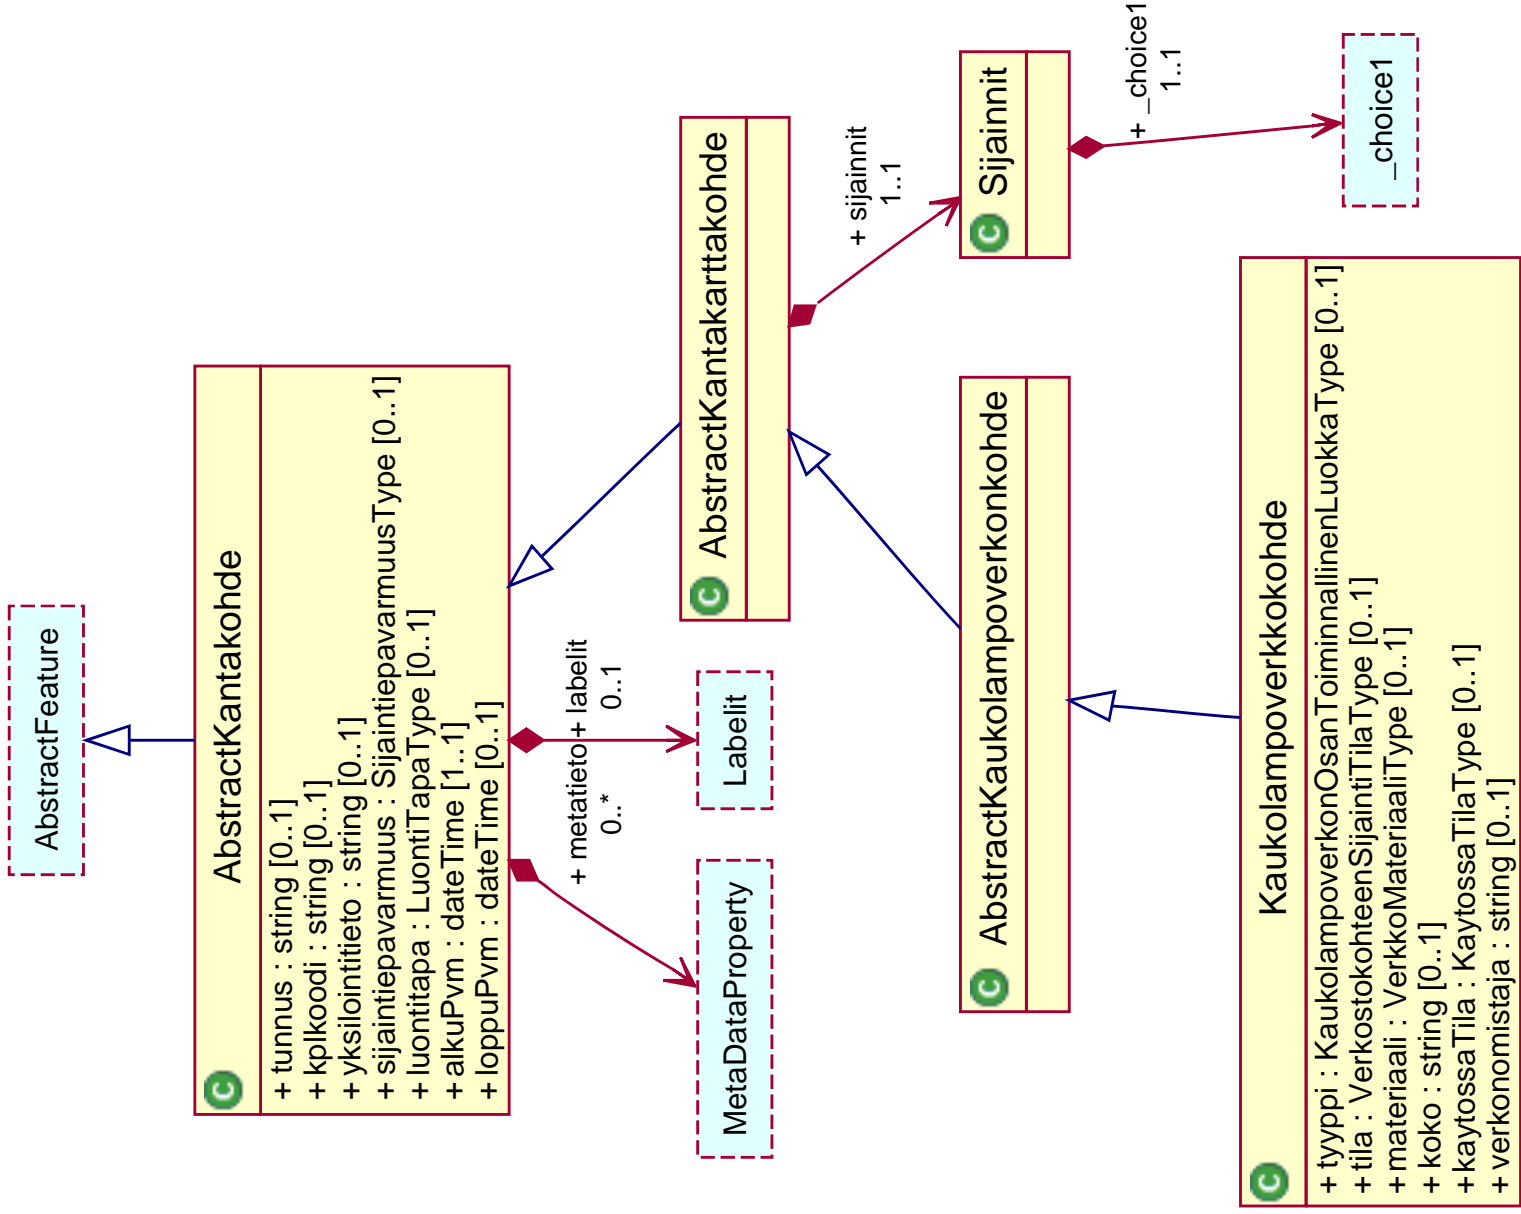 AbstractFeature
C AbstractKantakohde
+ tunnus : string [0..1]
+ kplkoodi : string [0..1]
+ yksilointitieto : string [0..1]
+ sijaintiepavarmuus : SijaintiepavarmuusType [0..1]
+ luontitapa : LuontiTapaType [0..1]
+ alkuPvm : dateTime [1..1]
+ loppuPvm : dateTime [0..1]
+ metatieto
0..*
+ labelit
0..1
MetaDataProperty
Labelit
C AbstractKantakarttakohde
+ sijainnit
1..1
C AbstractKaukolampoverkonkohde
C Sijainnit
+ _choice1
1..1
C Kaukolampoverkkokohde
+ tyyppi : KaukolampoverkonOsanToiminnallinenLuokkaType [0..1]
+ tila : VerkostokohteenSijaintiTilaType [0..1]
+ materiaali : VerkkoMateriaaliType [0..1]
+ koko : string [0..1]
+ kaytossaTila : KaytossaTilaType [0..1]
+ verkonomistaja : string [0..1]
_choice1